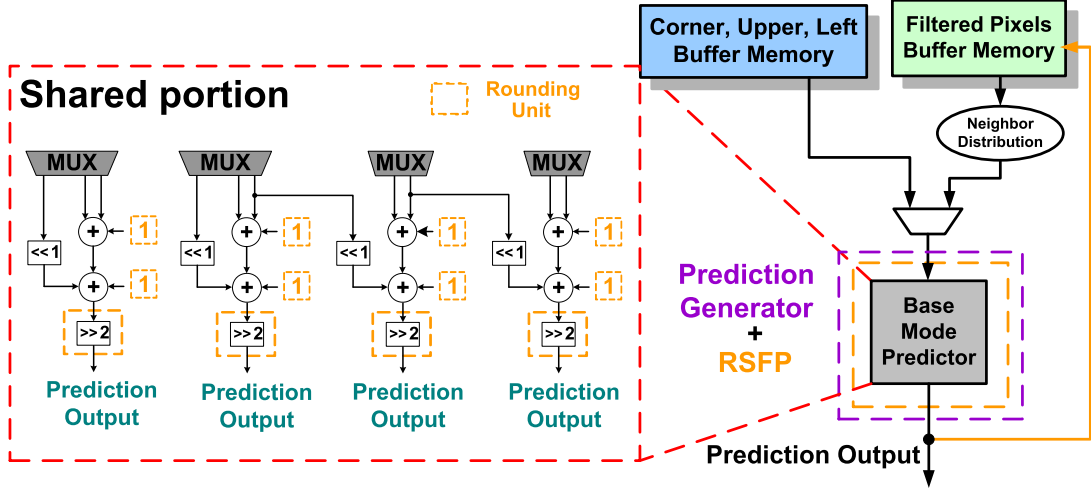 Corner, Upper, Left
Buffer Memory
Filtered Pixels
Buffer Memory
Shared portion
Rounding
Unit
Neighbor
Distribution
MUX MUX MUX MUX
+ 1 + 1 + 1 + 1
<<1 <<1 <<1 <<1
+ 1 + 1 + 1 + 1
>>2 >>2 >>2 >>2
Prediction
Output
Prediction
Output
Prediction
Output
Prediction
Output
Prediction
Generator
+
RSFP
Base
Mode
Predictor
Prediction Output